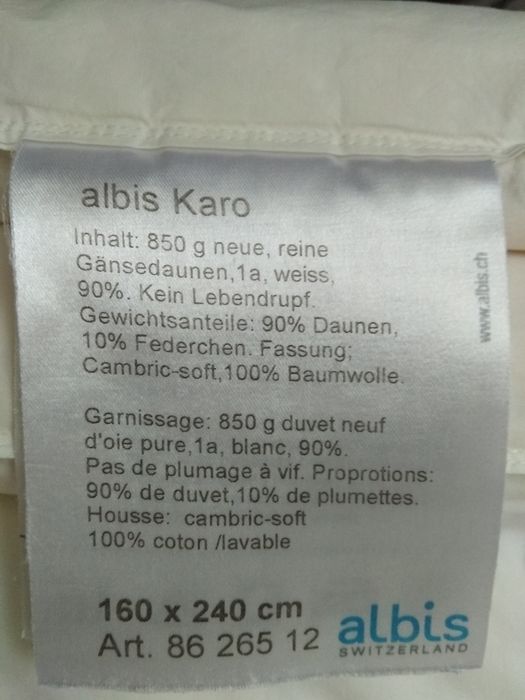 albis Karo
Inhalt: 850 g neue, reine
Gänsedaunen,1a, weiss,
90%. Kein Lebendrupf.
Gewichtsanteile: 90% Daunen,
10% Federchen. Fassung;
Cambric-soft,100% Baumwolle.
Garnissage: 850 g duvet neuf
d'oie pure,1a, blanc, 90%.
Pas de plumage à vif. Proprotions:
90% de duvet,10% de plumettes.
Housse: cambric-soft
100% coton /lavable
160 x 240 cm
Art. 86 265 12
albis
SWITZERLAND
www.albis.ch